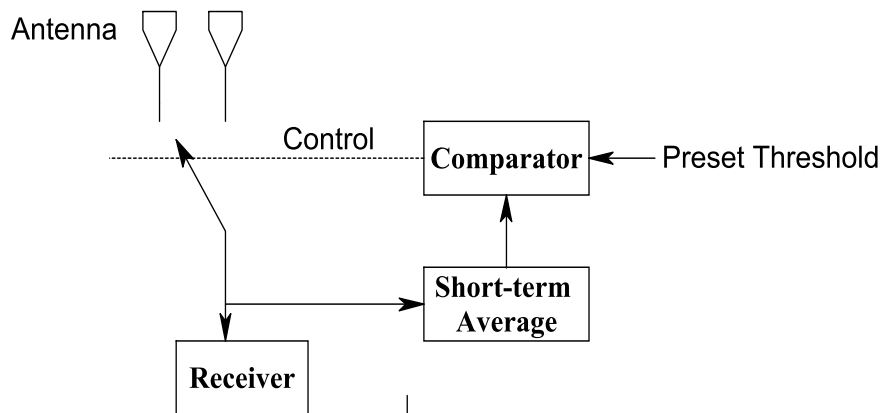 Antenna
Control
Comparator
Preset Threshold
Short-term
Average
Receiver